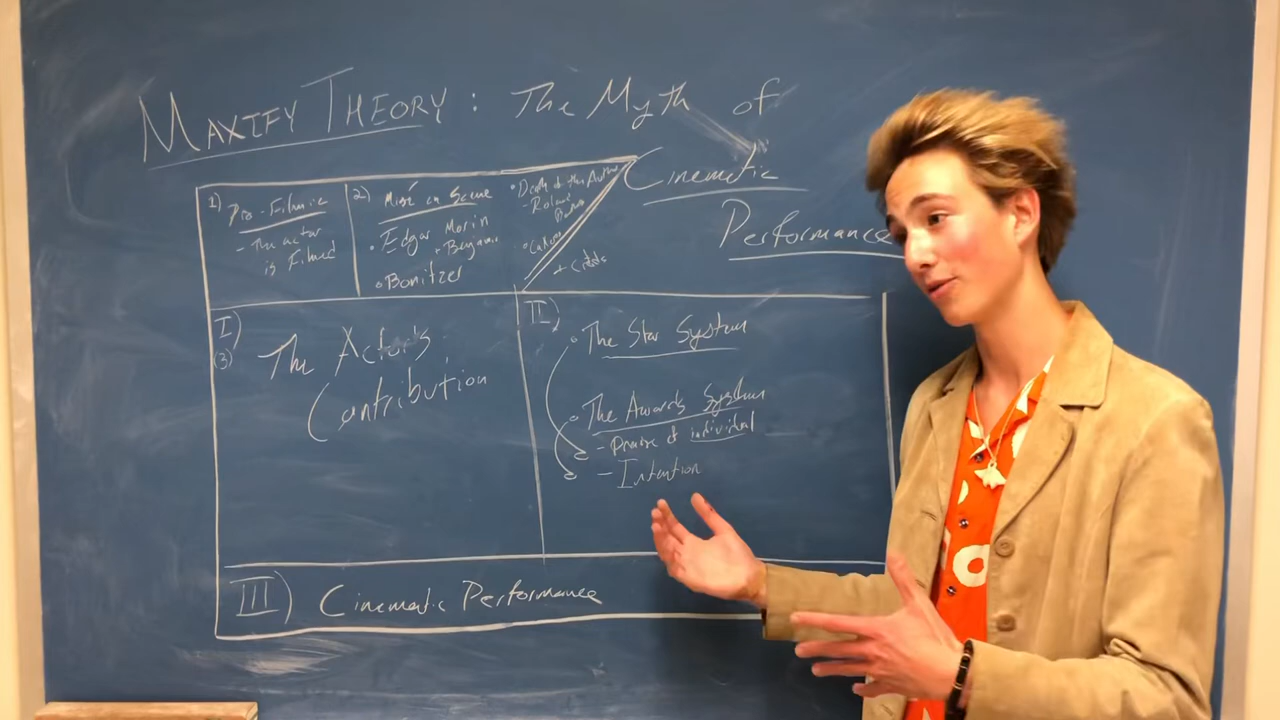 MAXIFY THEORY: The Myth of
Cinematic
Performance
1) Pro-Filmic
- The actor
is Filmed
2) Mise en Scene
• Edgar Morin
• Benjamin
• Bonitzer
• Death of the Author
- Roland
Barthes
+ Credits
I)
(3) The Actor's
Contribution
II)
• The Star System
• The Awards System
- Praise of individual
- Intention
III) Cinematic Performance